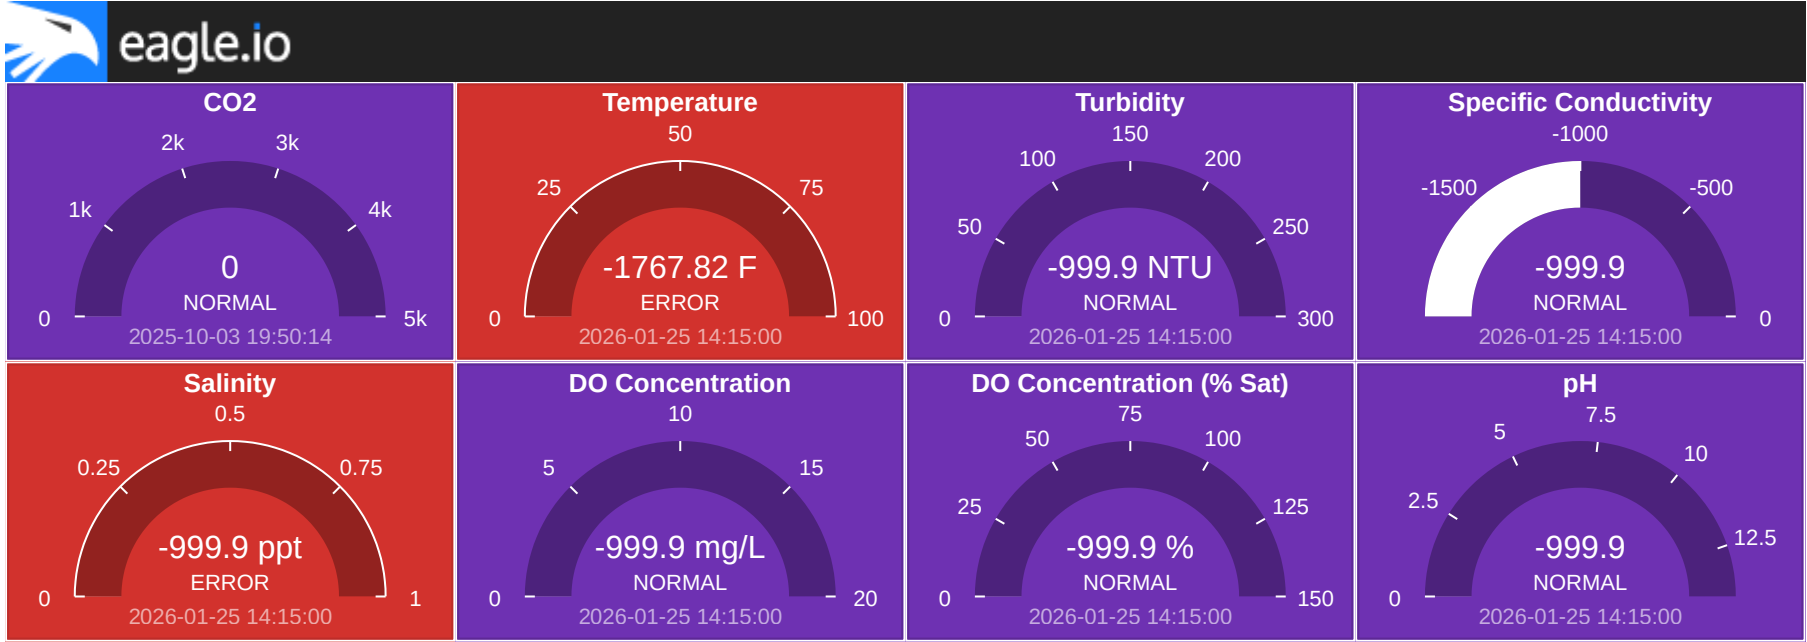 eagle.io
CO2
2k
3k
1k
4k
0
NORMAL
0
5k
2025-10-03 19:50:14
Temperature
50
25
75
-1767.82 F
ERROR
0
100
2026-01-25 14:15:00
Turbidity
150
100
200
50
250
-999.9 NTU
NORMAL
0
300
2026-01-25 14:15:00
Specific Conductivity
-1000
-1500
-500
-999.9
NORMAL
0
2026-01-25 14:15:00
Salinity
0.5
0.25
0.75
-999.9 ppt
ERROR
0
1
2026-01-25 14:15:00
DO Concentration
10
5
15
-999.9 mg/L
NORMAL
0
20
2026-01-25 14:15:00
DO Concentration (% Sat)
75
50
100
25
125
-999.9 %
NORMAL
0
150
2026-01-25 14:15:00
pH
7.5
5
10
2.5
12.5
-999.9
NORMAL
0
2026-01-25 14:15:00